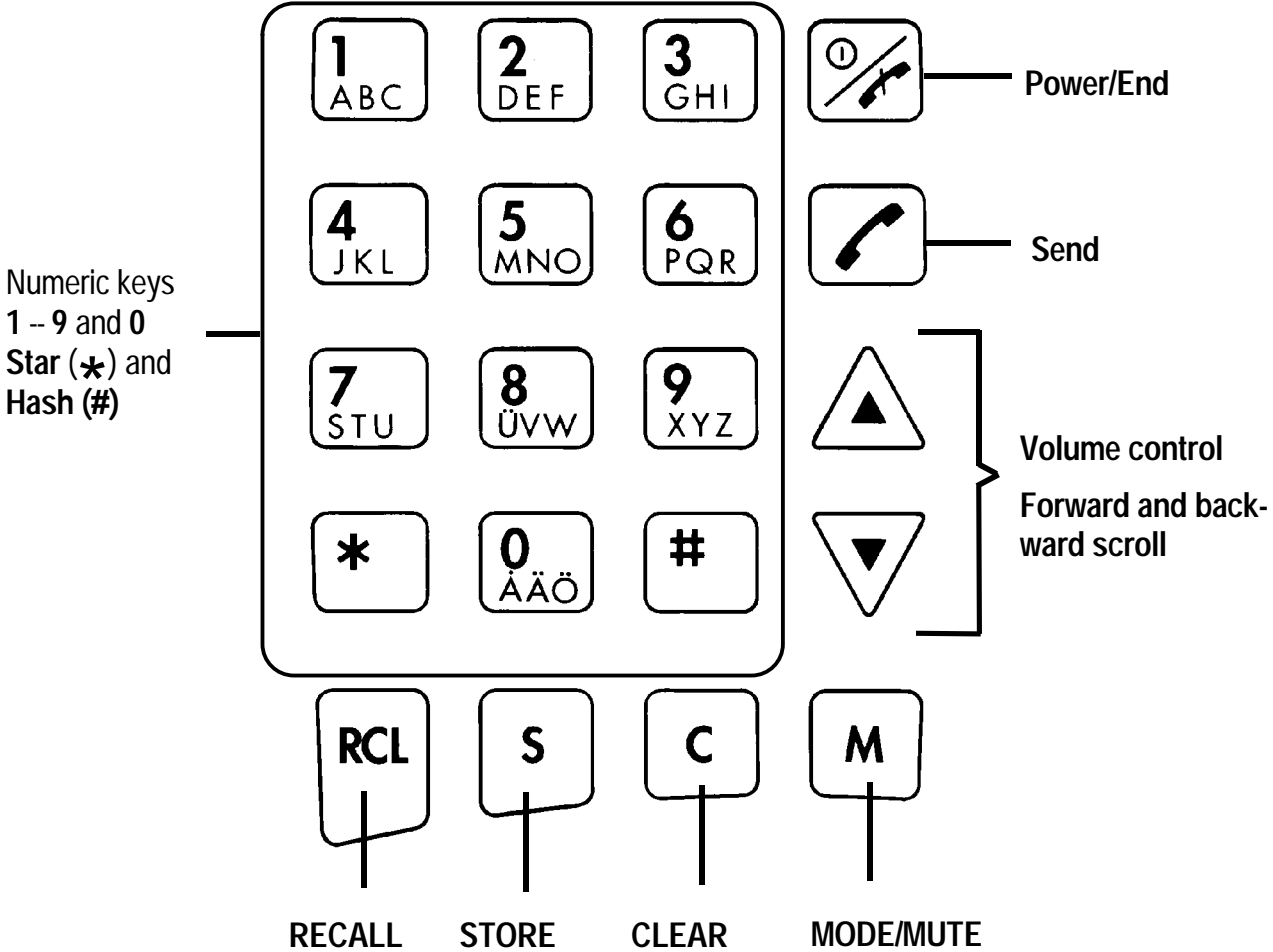 1
ABC
2
DEF
3
GHI
Power/End
4
JKL
5
MNO
6
PQR
Send
Numeric keys
1 -- 9 and 0
Star (*) and
Hash (#)
7
STU
8
ÜVW
9
XYZ
Volume control
Forward and back-
ward scroll
*
0
ÅÄÖ
#
RCL
S
C
M
RECALL
STORE
CLEAR
MODE/MUTE